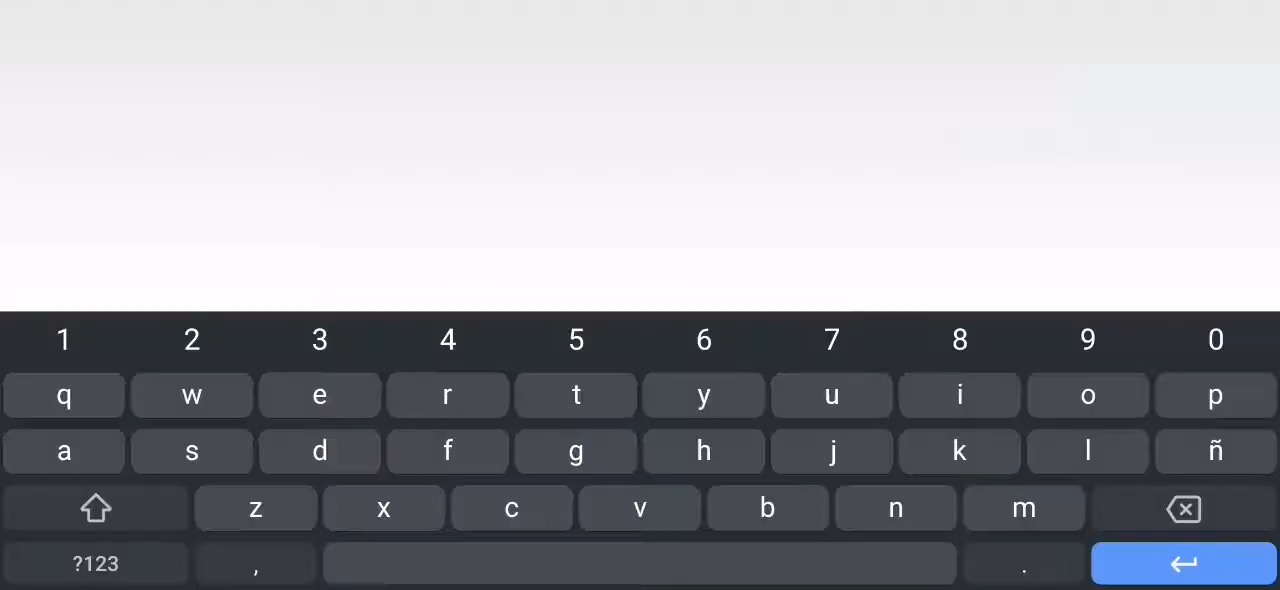 1 2 3 4 5 6 7 8 9 0
q w e r t y u i o p
a s d f g h j k l ñ
z x c v b n m
?123 , .